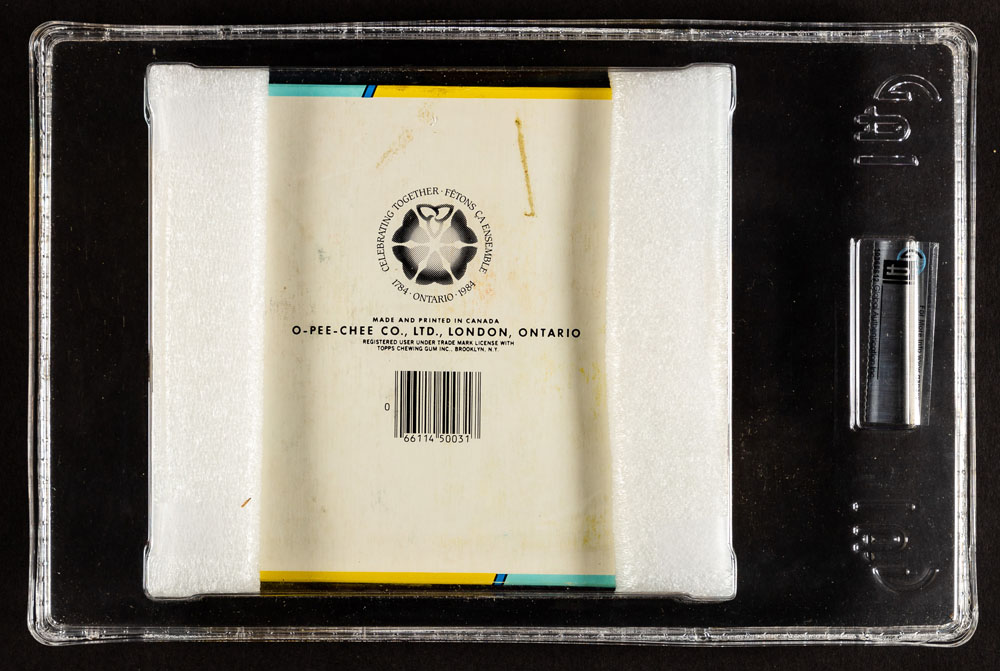 CELEBRATING TOGETHER · FÊTONS ÇA ENSEMBLE
1784 · ONTARIO · 1984
MADE AND PRINTED IN CANADA
O-PEE-CHEE CO., LTD., LONDON, ONTARIO
REGISTERED USER UNDER TRADE MARK LICENSE WITH
TOPPS CHEWING GUM INC., BROOKLYN, N.Y.
0 66114 50031